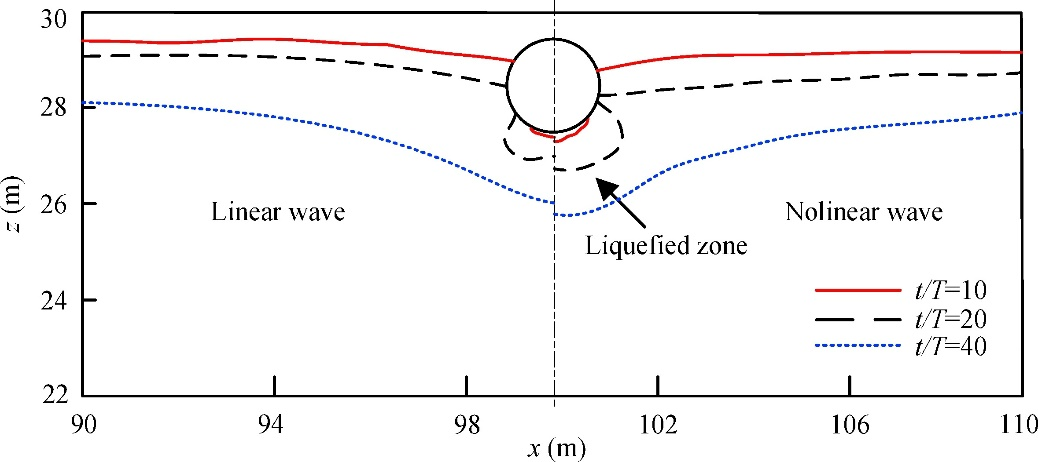 30
28
26
24
22
z (m)
Linear wave
Nolinear wave
Liquefied zone
t/T=10
t/T=20
t/T=40
90
94
98
102
106
110
x (m)